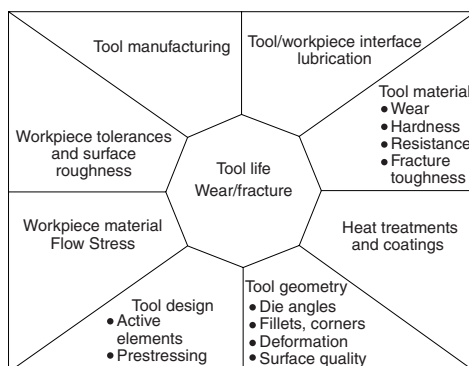 Tool manufacturing
Tool/workpiece interface
lubrication
Tool material
• Wear
• Hardness
• Resistance
• Fracture
toughness
Workpiece tolerances
and surface
roughness
Tool life
Wear/fracture
Workpiece material
Flow Stress
Heat treatments
and coatings
Tool design
• Active
elements
• Prestressing
Tool geometry
• Die angles
• Fillets, corners
• Deformation
• Surface quality